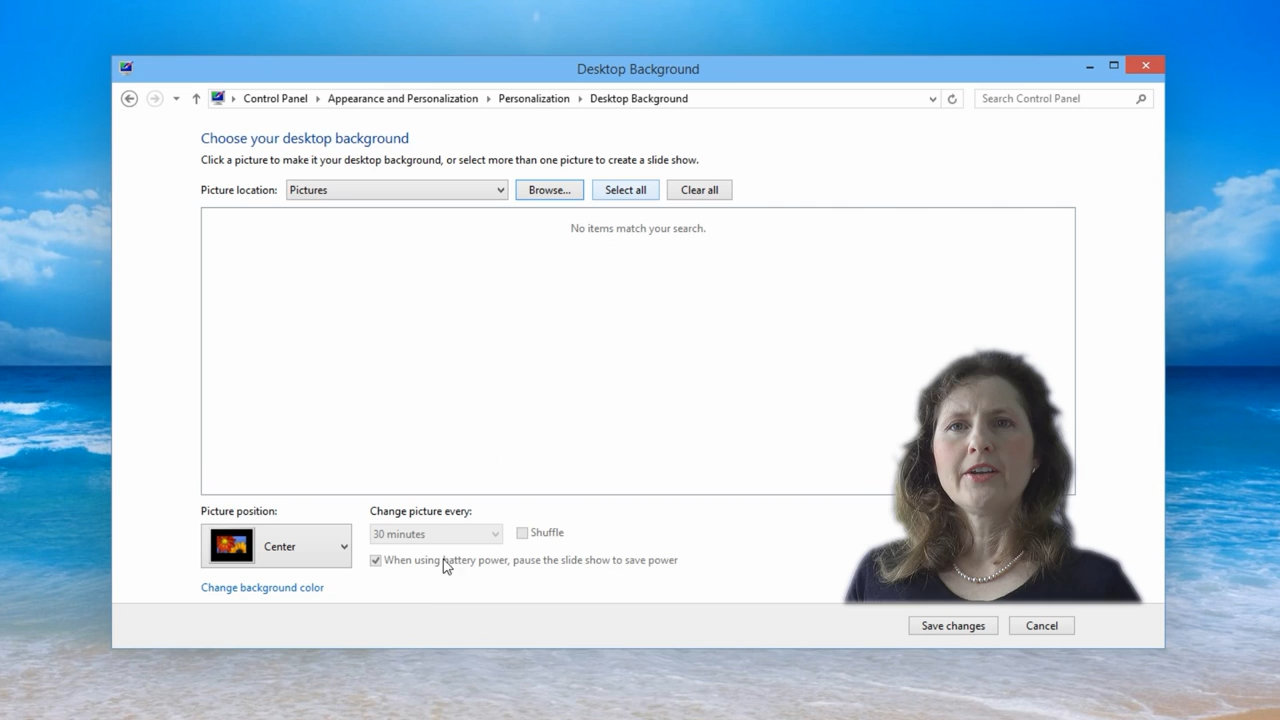 Desktop Background
Control Panel Appearance and Personalization Personalization Desktop Background Search Control Panel
Choose your desktop background
Click a picture to make it your desktop background, or select more than one picture to create a slide show.
Picture location: Pictures Browse... Select all Clear all
No items match your search.
Picture position: Change picture every:
30 minutes Shuffle
Center
When using battery power, pause the slide show to save power
Change background color
Save changes Cancel